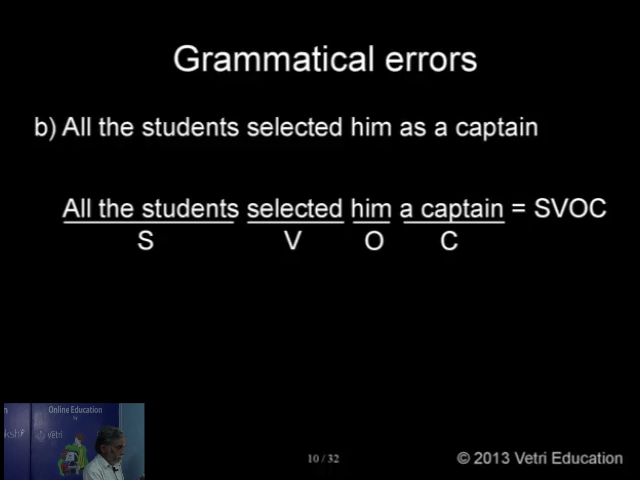 Grammatical errors
b) All the students selected him as a captain
All the students selected him a captain = SVOC
S V O C
Online Education
by
vetri
10 / 32
© 2013 Vetri Education